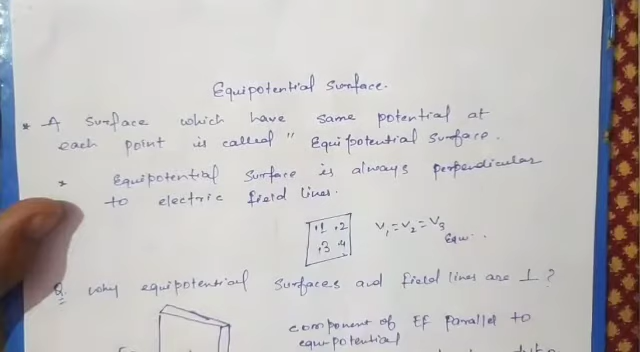 Equipotential Surface.
* A surface which have same potential at
each point is called " Equipotential Surface.
* Equipotential Surface is always perpendicular
to electric field lines.
.1 .2
.3 4
V1 = V2 = V3
Q. why equipotential surfaces and field lines are ⊥ ?
component of EF parallel to
equipotential